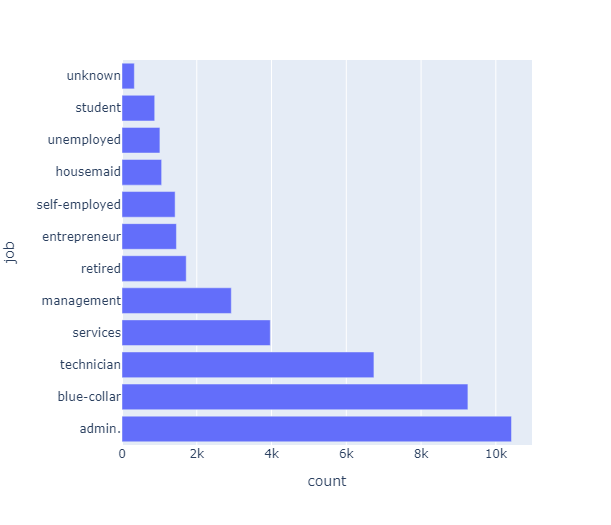 unknown
student
unemployed
housemaid
self-employed
entrepreneur
retired
management
services
technician
blue-collar
admin.
job
0 2k 4k 6k 8k 10k
count